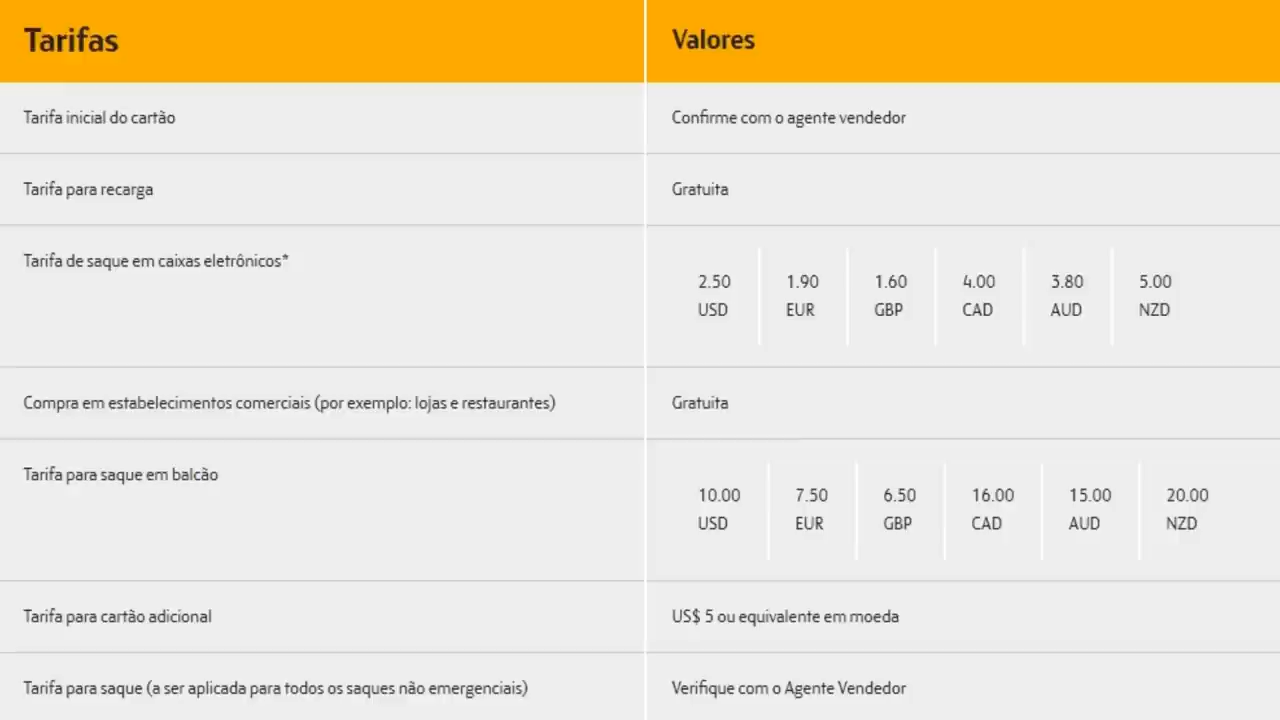 Tarifas Valores
Tarifa inicial do cartão Confirme com o agente vendedor
Tarifa para recarga Gratuita
Tarifa de saque em caixas eletrônicos*
2.50 1.90 1.60 4.00 3.80 5.00
USD EUR GBP CAD AUD NZD
Compra em estabelecimentos comerciais (por exemplo: lojas e restaurantes) Gratuita
Tarifa para saque em balcão
10.00 7.50 6.50 16.00 15.00 20.00
USD EUR GBP CAD AUD NZD
Tarifa para cartão adicional US$ 5 ou equivalente em moeda
Tarifa para saque (a ser aplicada para todos os saques não emergenciais) Verifique com o Agente Vendedor